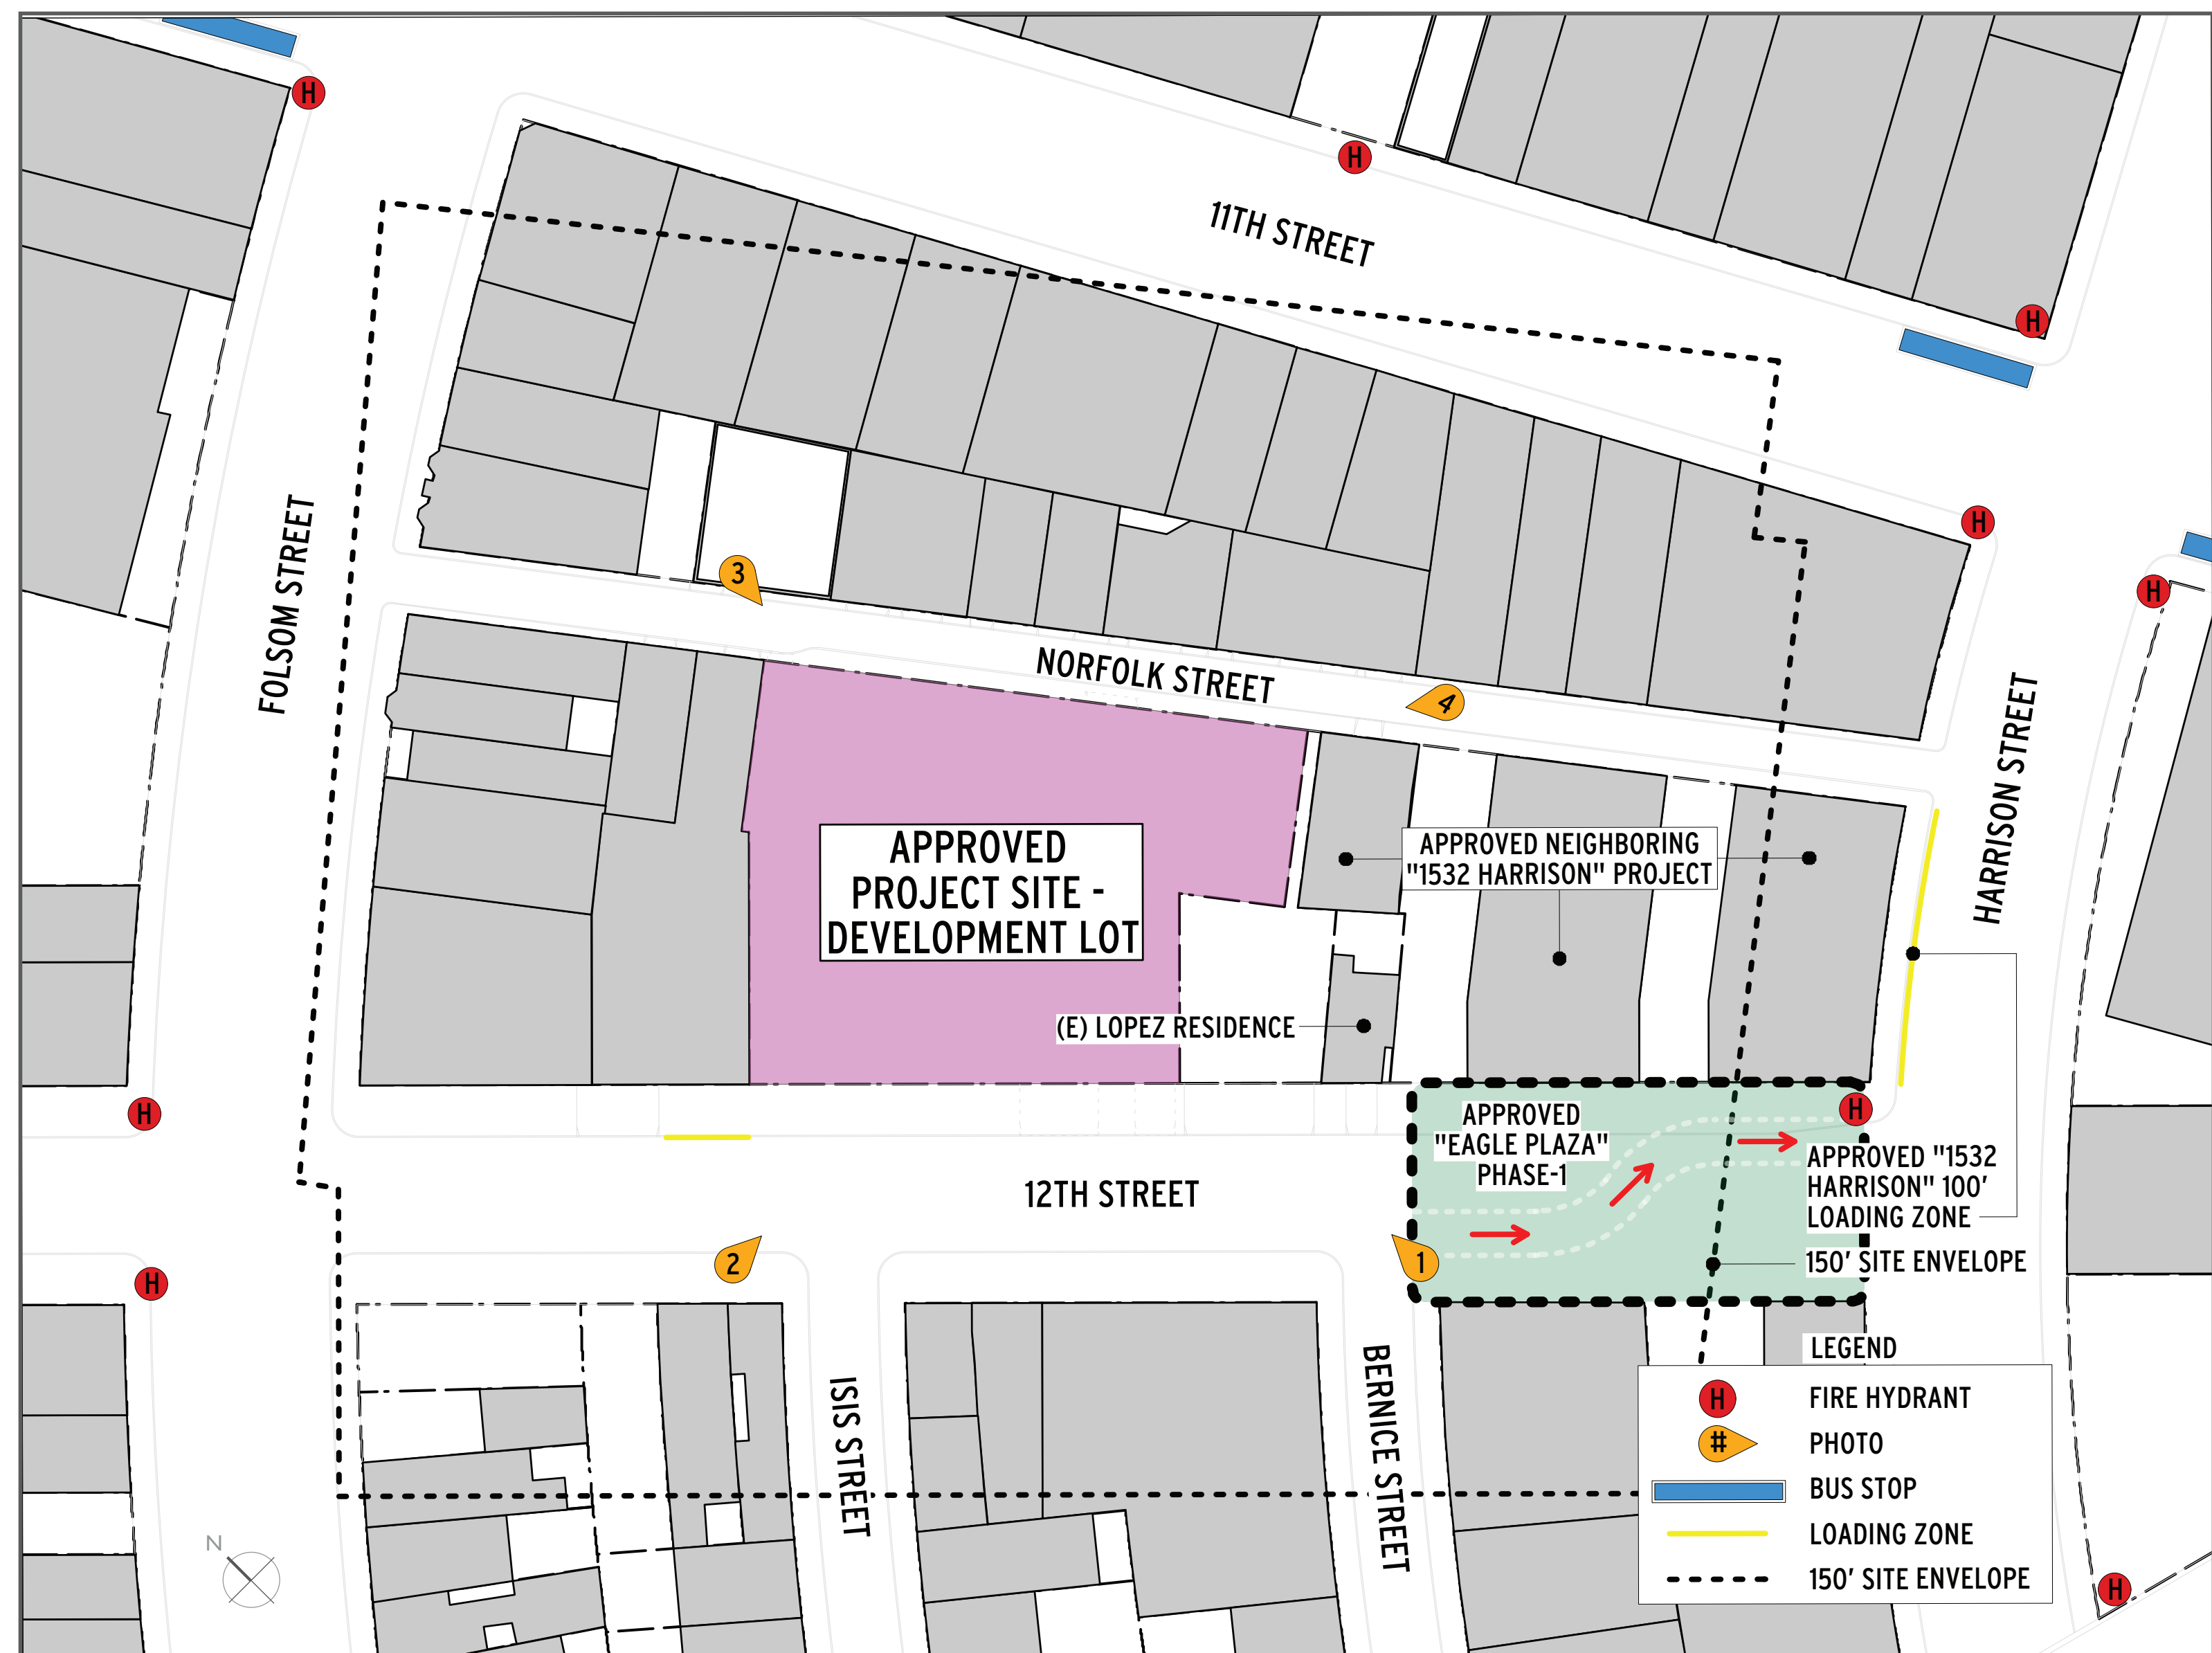 H
H
11TH STREET
H
H
H
FOLSOM STREET
3
NORFOLK STREET
4
HARRISON STREET
APPROVED
PROJECT SITE -
DEVELOPMENT LOT
APPROVED NEIGHBORING
"1532 HARRISON" PROJECT
(E) LOPEZ RESIDENCE
H
H
APPROVED
"EAGLE PLAZA"
PHASE-1
APPROVED "1532
HARRISON" 100'
LOADING ZONE
12TH STREET
150' SITE ENVELOPE
H
2
1
ISIS STREET
BERNICE STREET
N
LEGEND
H FIRE HYDRANT
# PHOTO
BUS STOP
LOADING ZONE
150' SITE ENVELOPE
H